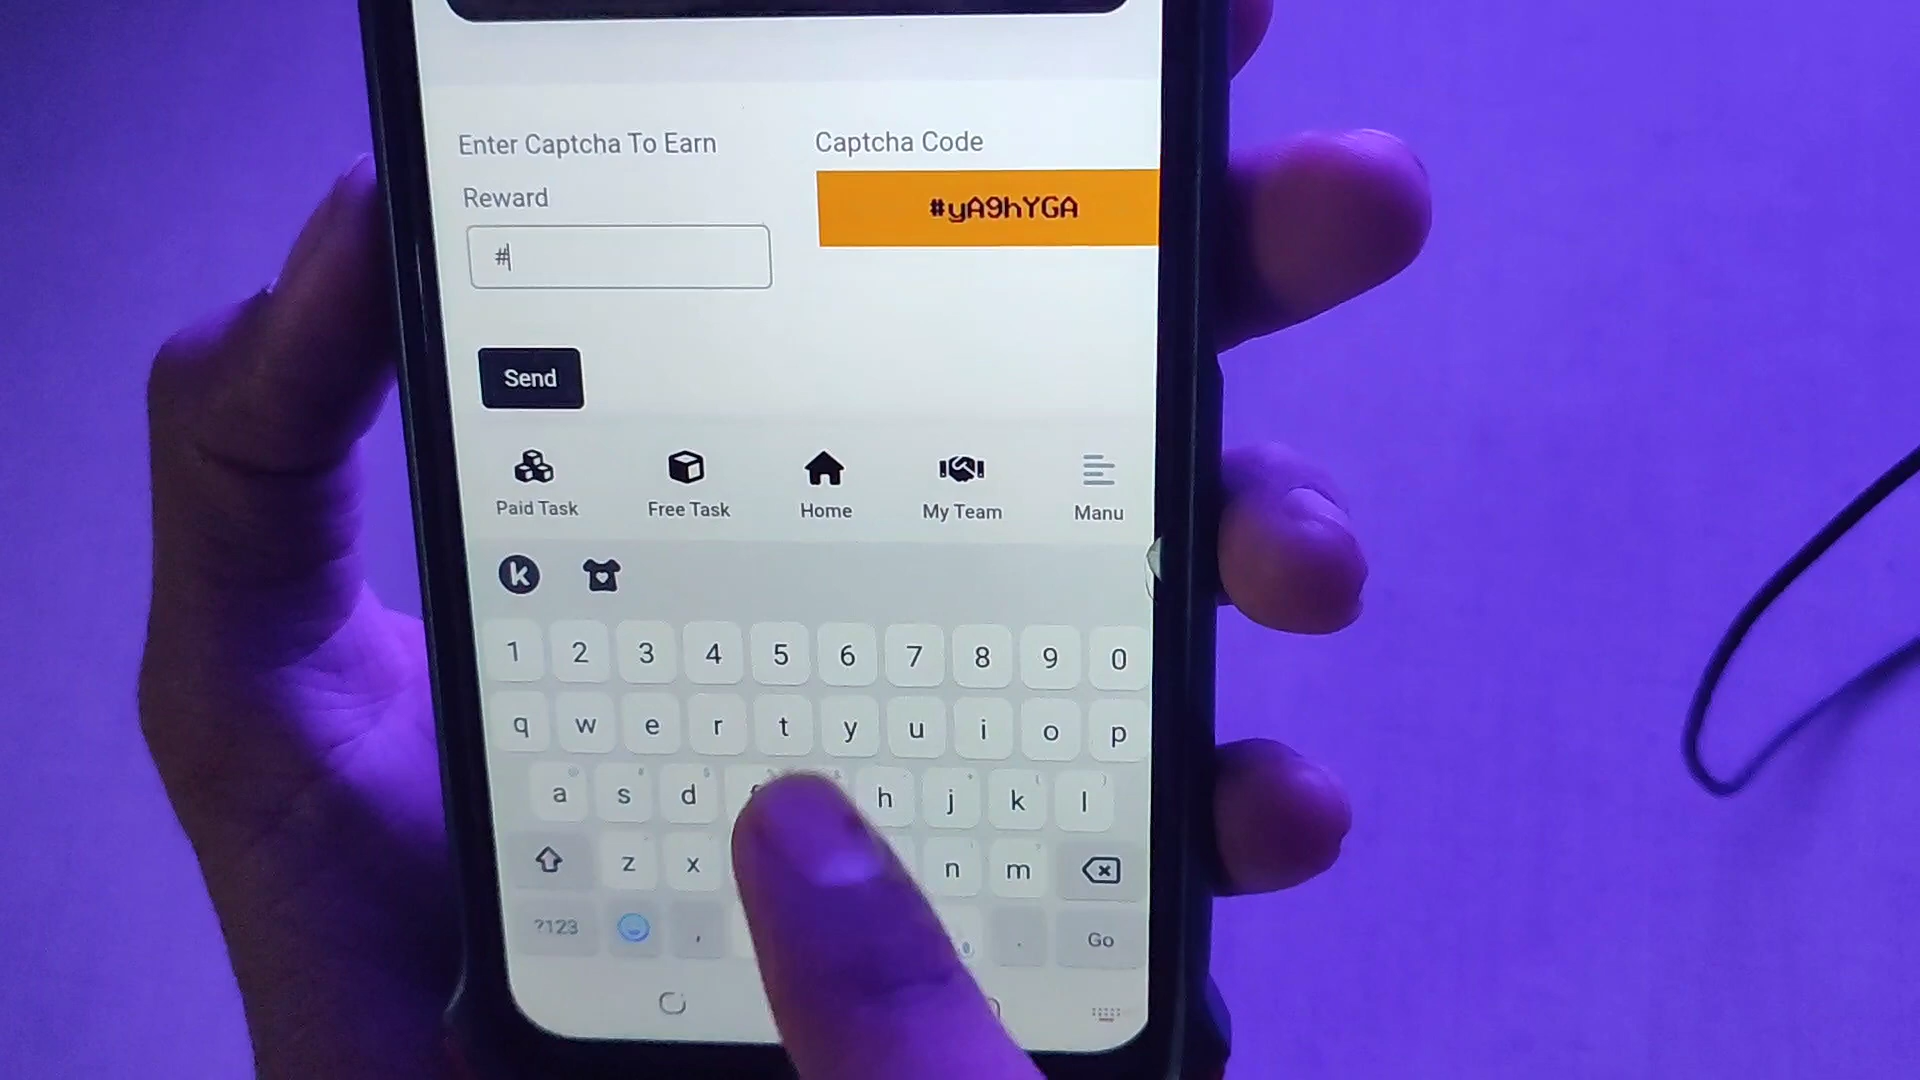 Enter Captcha To Earn
Captcha Code
Reward
#yA9hYGA
#
Send
Paid Task
Free Task
Home
My Team
Manu
k
1 2 3 4 5 6 7 8 9 0
q w e r t y u i o p
a s d h j k l
z x n m
?123 , . Go